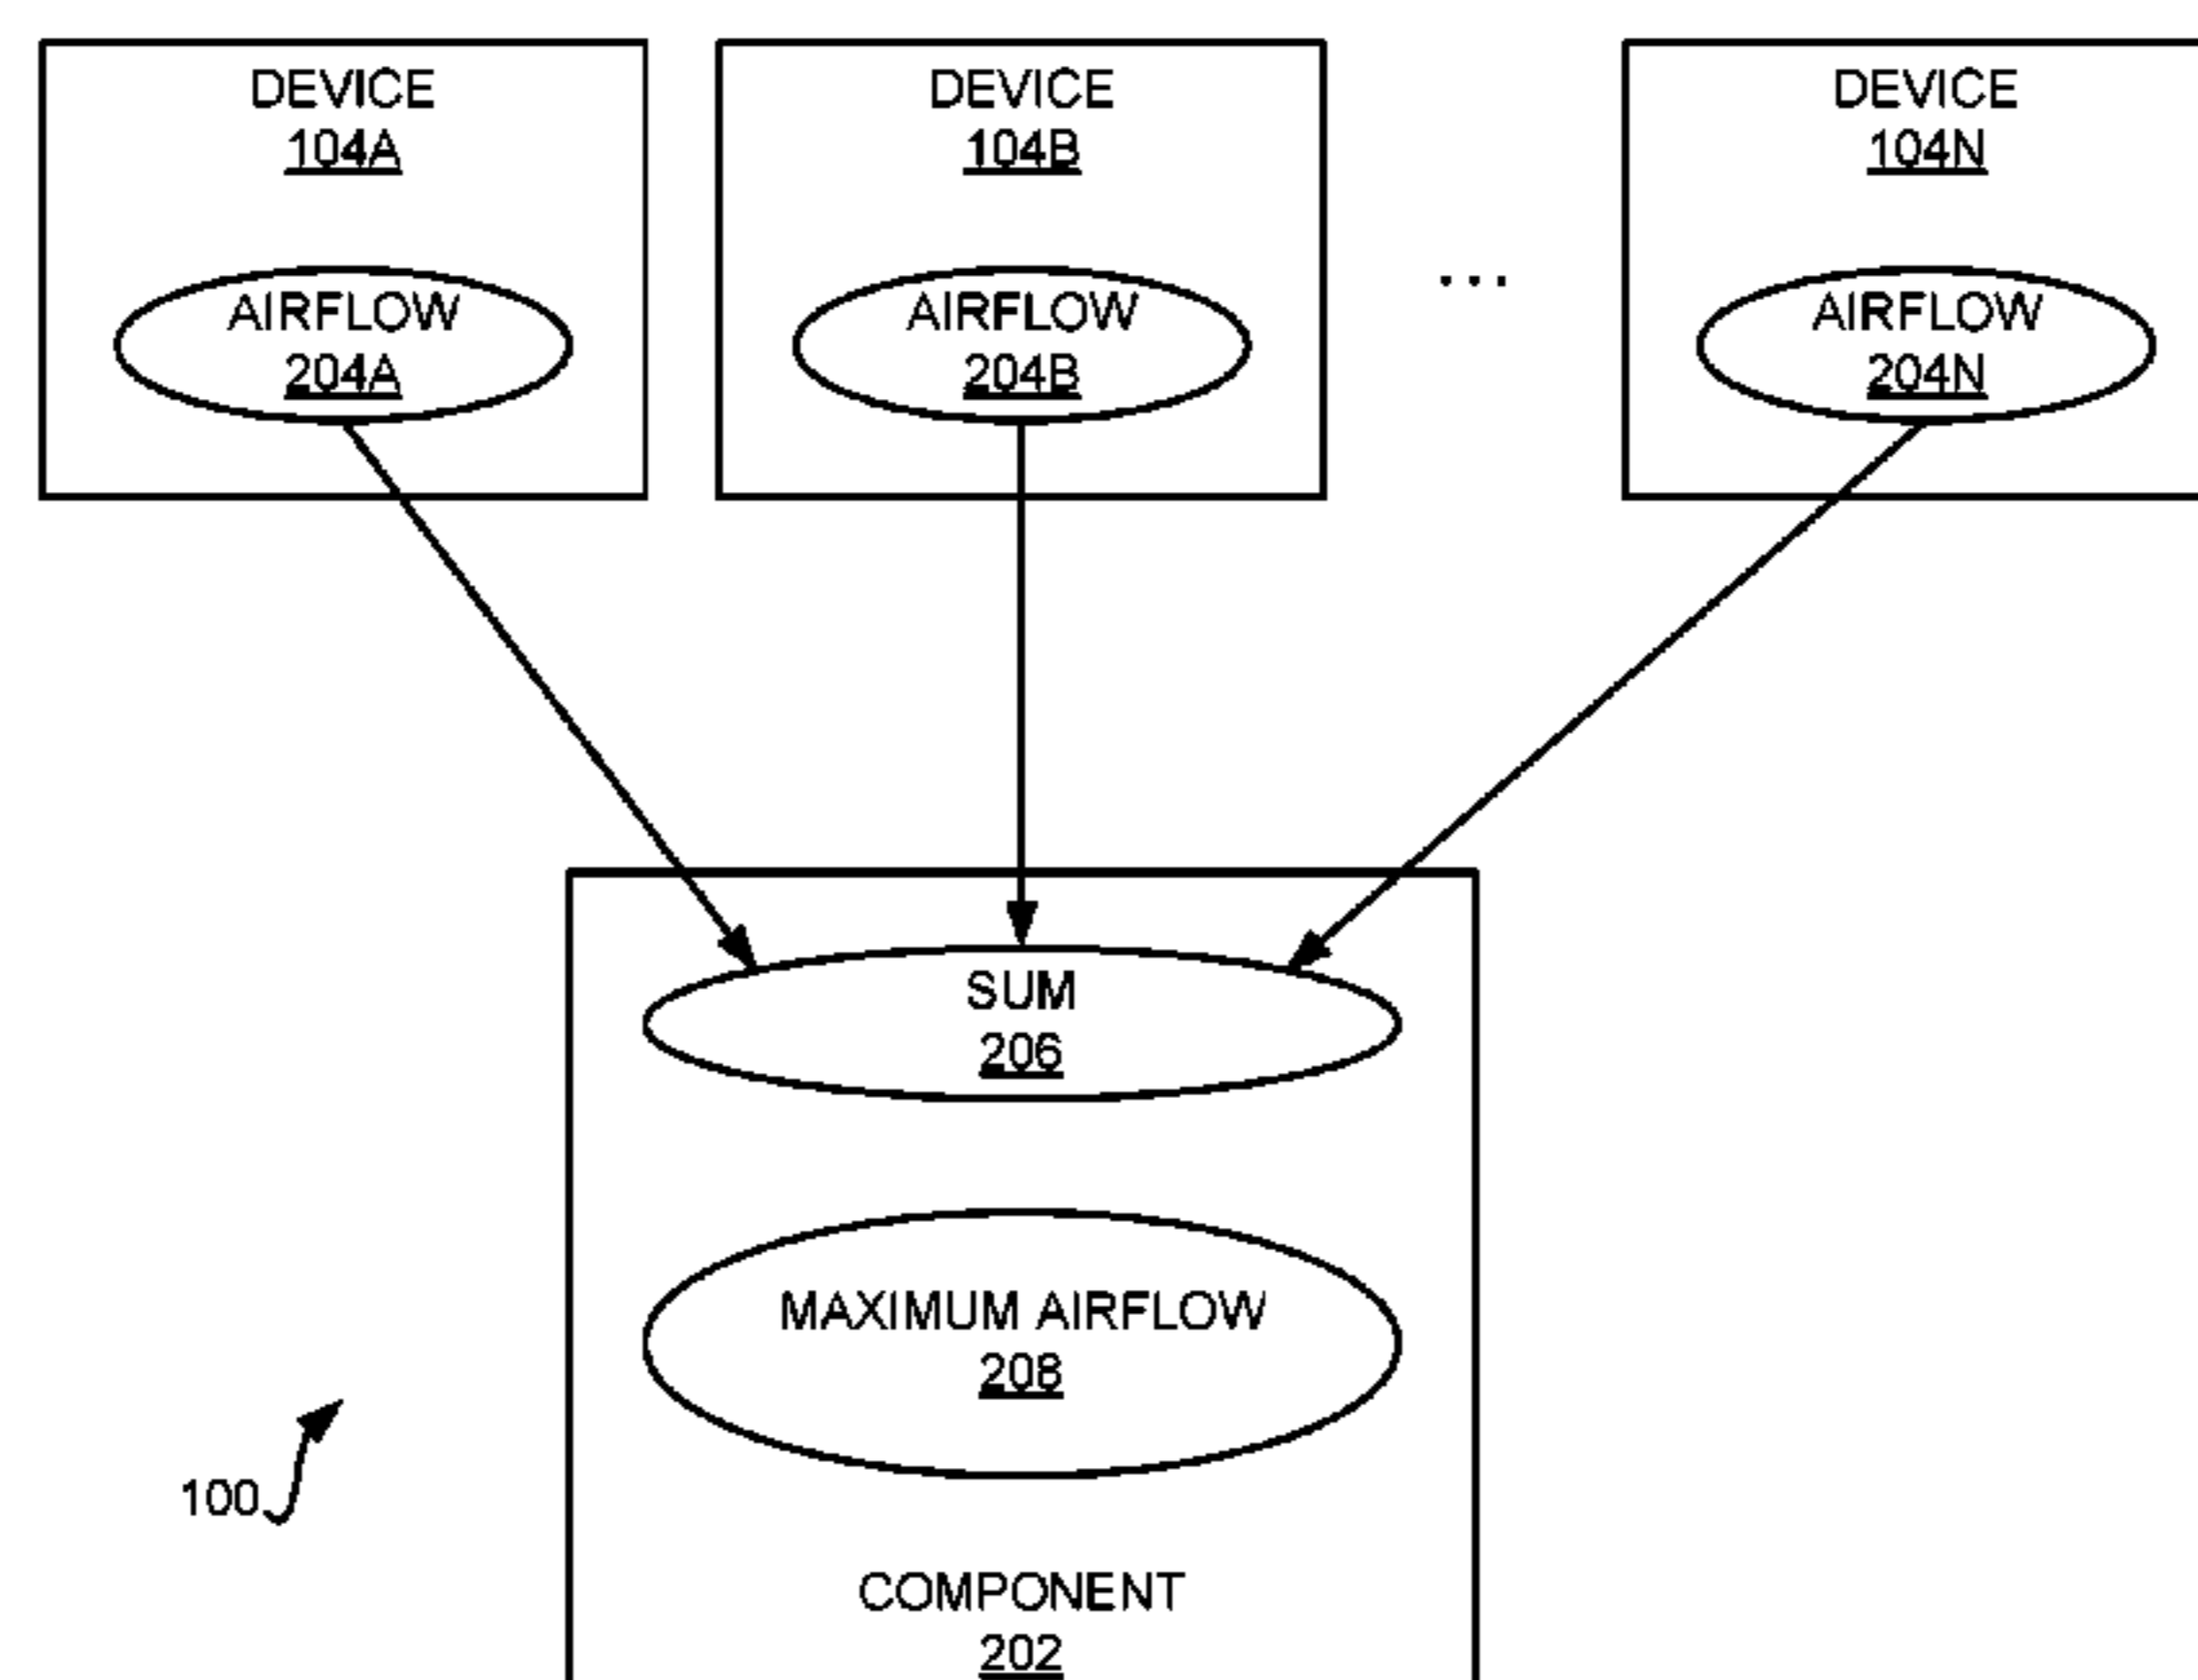 DEVICE
104A
AIRFLOW
204A
DEVICE
104B
AIRFLOW
204B
...
DEVICE
104N
AIRFLOW
204N
SUM
206
MAXIMUM AIRFLOW
208
COMPONENT
202
100